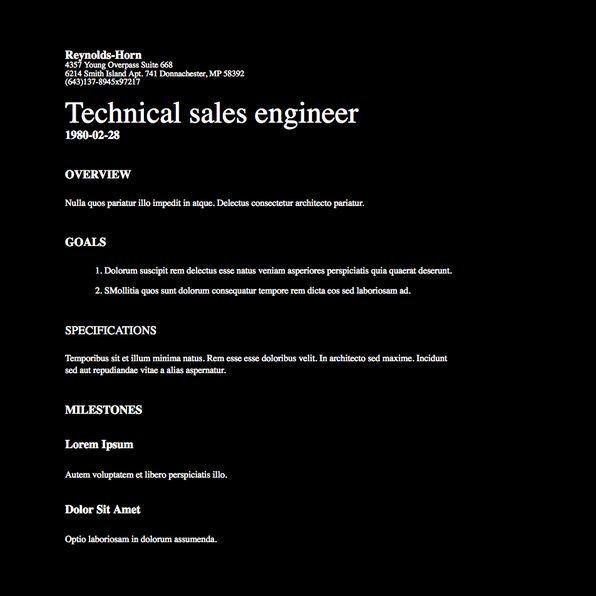 Reynolds-Horn
4357 Young Overpass Suite 668
6214 Smith Island Apt. 741 Donnachester, MP 58392
(643)137-8945x97217
Technical sales engineer
1980-02-28
OVERVIEW
Nulla quos pariatur illo impedit in atque. Delectus consectetur architecto pariatur.
GOALS
1. Dolorum suscipit rem delectus esse natus veniam asperiores perspiciatis quia quaerat deserunt.
2. SMollitia quos sunt dolorum consequatur tempore rem dicta eos sed laboriosam ad.
SPECIFICATIONS
Temporibus sit et illum minima natus. Rem esse esse doloribus velit. In architecto sed maxime. Incidunt
sed aut repudiandae vitae a alias aspernatur.
MILESTONES
Lorem Ipsum
Autem voluptatem et libero perspiciatis illo.
Dolor Sit Amet
Optio laboriosam in dolorum assumenda.